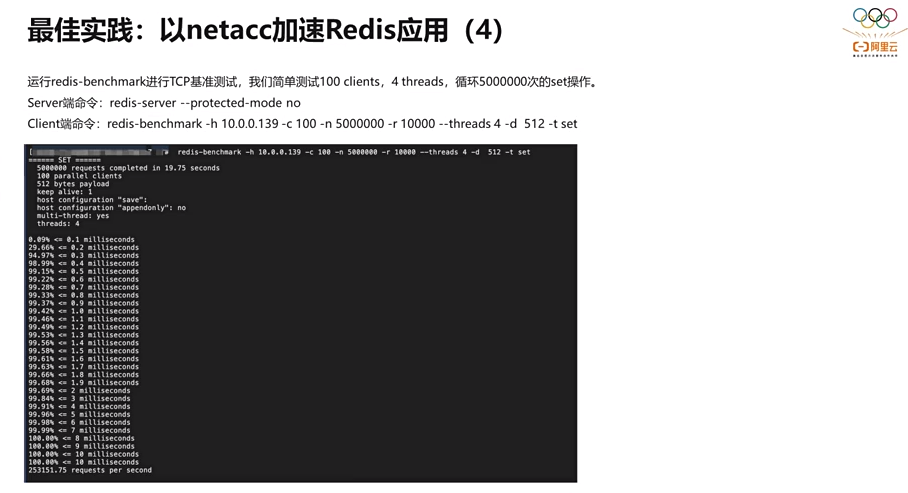 最佳实践：以netacc加速Redis应用（4）
阿里云
运行redis-benchmark进行TCP基准测试，我们简单测试100 clients，4 threads，循环5000000次的set操作。
Server端命令：redis-server --protected-mode no
Client端命令：redis-benchmark -h 10.0.0.139 -c 100 -n 5000000 -r 10000 --threads 4 -d  512 -t set
redis-benchmark -h 10.0.0.139 -c 100 -n 5000000 -r 10000 --threads 4 -d  512 -t set
====== SET ======
5000000 requests completed in 19.75 seconds
100 parallel clients
512 bytes payload
keep alive: 1
host configuration "save":
host configuration "appendonly": no
multi-thread: yes
threads: 4
0.09% <= 0.1 milliseconds
29.66% <= 0.2 milliseconds
94.97% <= 0.3 milliseconds
98.99% <= 0.4 milliseconds
99.15% <= 0.5 milliseconds
99.22% <= 0.6 milliseconds
99.28% <= 0.7 milliseconds
99.33% <= 0.8 milliseconds
99.37% <= 0.9 milliseconds
99.42% <= 1.0 milliseconds
99.46% <= 1.1 milliseconds
99.49% <= 1.2 milliseconds
99.53% <= 1.3 milliseconds
99.56% <= 1.4 milliseconds
99.58% <= 1.5 milliseconds
99.61% <= 1.6 milliseconds
99.63% <= 1.7 milliseconds
99.66% <= 1.8 milliseconds
99.68% <= 1.9 milliseconds
99.69% <= 2 milliseconds
99.84% <= 3 milliseconds
99.91% <= 4 milliseconds
99.96% <= 5 milliseconds
99.98% <= 6 milliseconds
99.99% <= 7 milliseconds
100.00% <= 8 milliseconds
100.00% <= 9 milliseconds
100.00% <= 10 milliseconds
100.00% <= 10 milliseconds
253151.75 requests per second